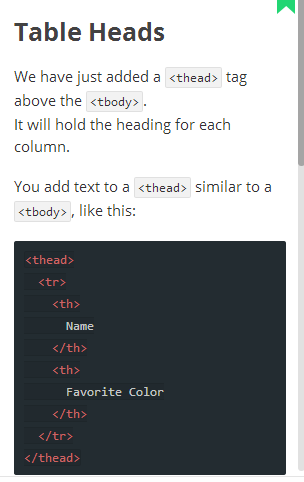 Table Heads
We have just added a <thead> tag
above the <tbody>.
It will hold the heading for each
column.
You add text to a <thead> similar to a
<tbody>, like this:
<thead>
<tr>
<th>
Name
</th>
<th>
Favorite Color
</th>
</tr>
</thead>